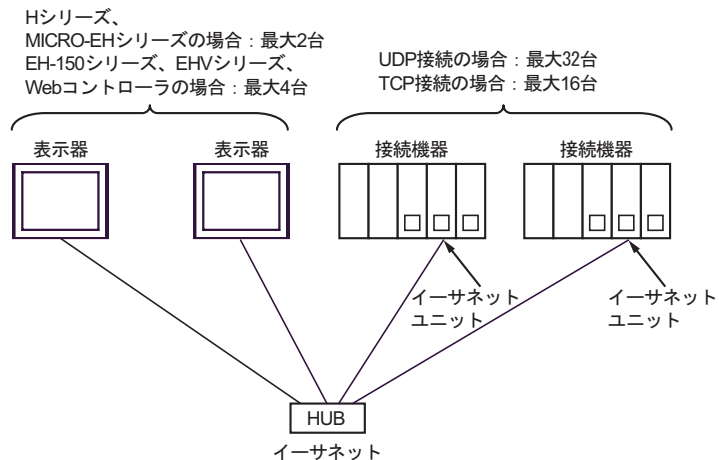 Hシリーズ、
MICRO-EHシリーズの場合：最大2台
EH-150シリーズ、EHVシリーズ、
Webコントローラの場合：最大4台
UDP接続の場合：最大32台
TCP接続の場合：最大16台
表示器
表示器
接続機器
接続機器
イーサネット
ユニット
イーサネット
ユニット
HUB
イーサネット